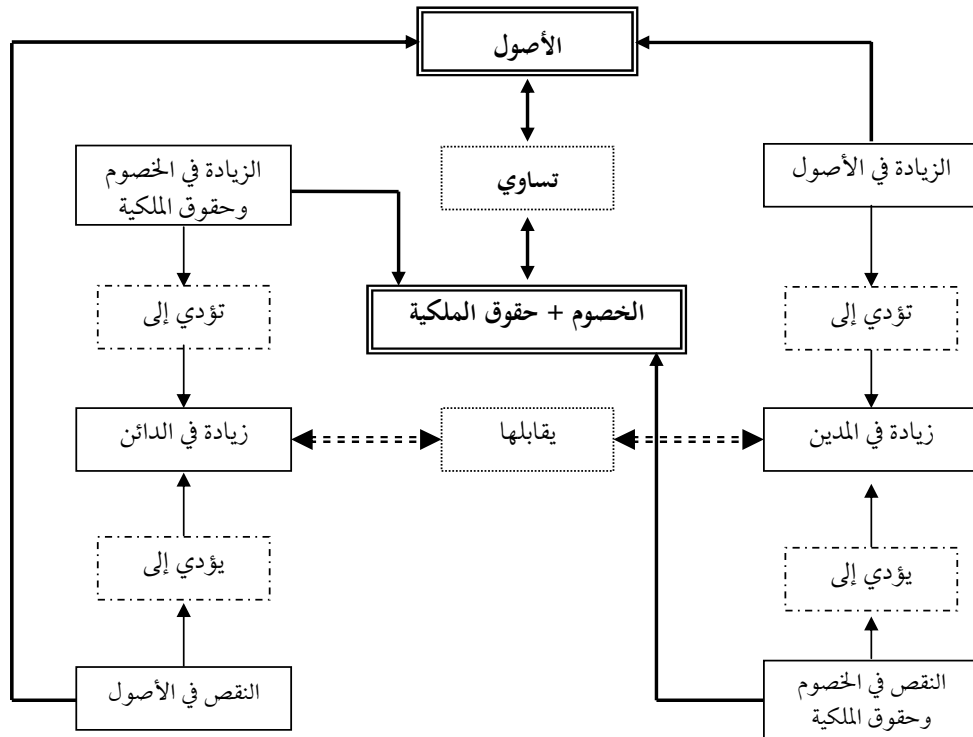 الأصول
الزيادة في الأصول
تساوي
الزيادة في الخصوم
وحقوق الملكية
الخصوم + حقوق الملكية
تؤدي إلى
تؤدي إلى
زيادة في المدين
يقابلها
زيادة في الدائن
يؤدي إلى
يؤدي إلى
النقص في الخصوم
وحقوق الملكية
النقص في الأصول